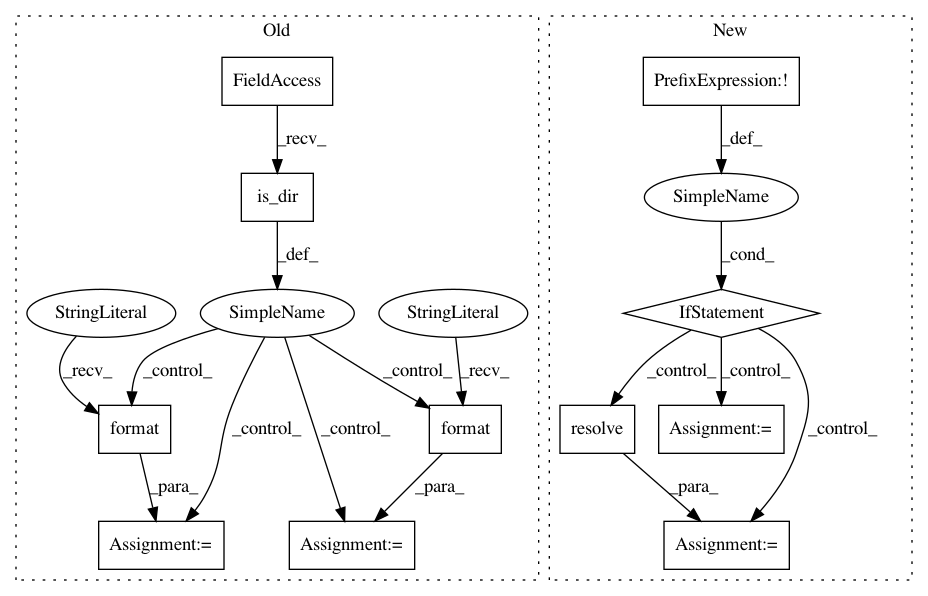 Old
New
FieldAccess
PrefixExpression:!
_recv_
_def_
is_dir
SimpleName
_def_
_cond_
StringLiteral
SimpleName
StringLiteral
IfStatement
_recv_
_control_
_control_
_recv_
_control_
_control_
format
_control_
_control_
format
resolve
Assignment:=
_control_
_para_
_para_
_para_
Assignment:=
Assignment:=
Assignment:=